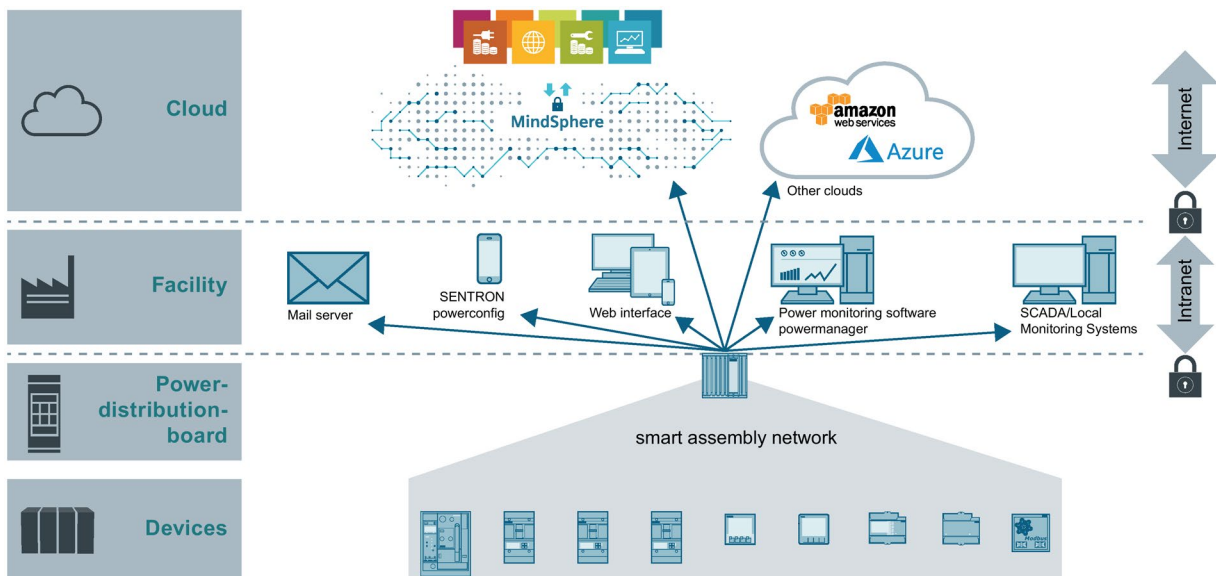 Cloud
MindSphere
amazon
web services
Azure
Other clouds
Internet
Facility
Mail server
SENTRON
powerconfig
Web interface
Power monitoring software
powermanager
SCADA/Local
Monitoring Systems
Intranet
Power-
distribution-
board
smart assembly network
Devices
Modbus